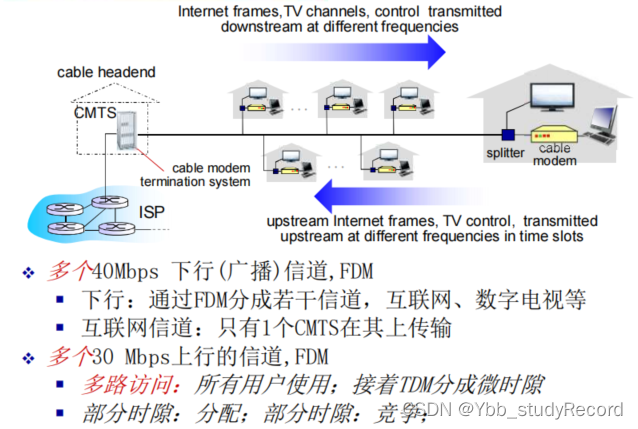 Internet frames,TV channels, control transmitted
downstream at different frequencies
cable headend
CMTS
splitter
cable
modem
cable modem
termination system
ISP
upstream Internet frames, TV control, transmitted
upstream at different frequencies in time slots
❖ 多个40Mbps 下行(广播)信道,FDM
▪ 下行：通过FDM分成若干信道，互联网、数字电视等
▪ 互联网信道：只有1个CMTS在其上传输
❖ 多个30 Mbps上行的信道,FDM
▪ 多路访问：所有用户使用；接着TDM分成微时隙
▪ 部分时隙：分配；部分时隙：竞争；
CSDN @Ybb_studyRecord